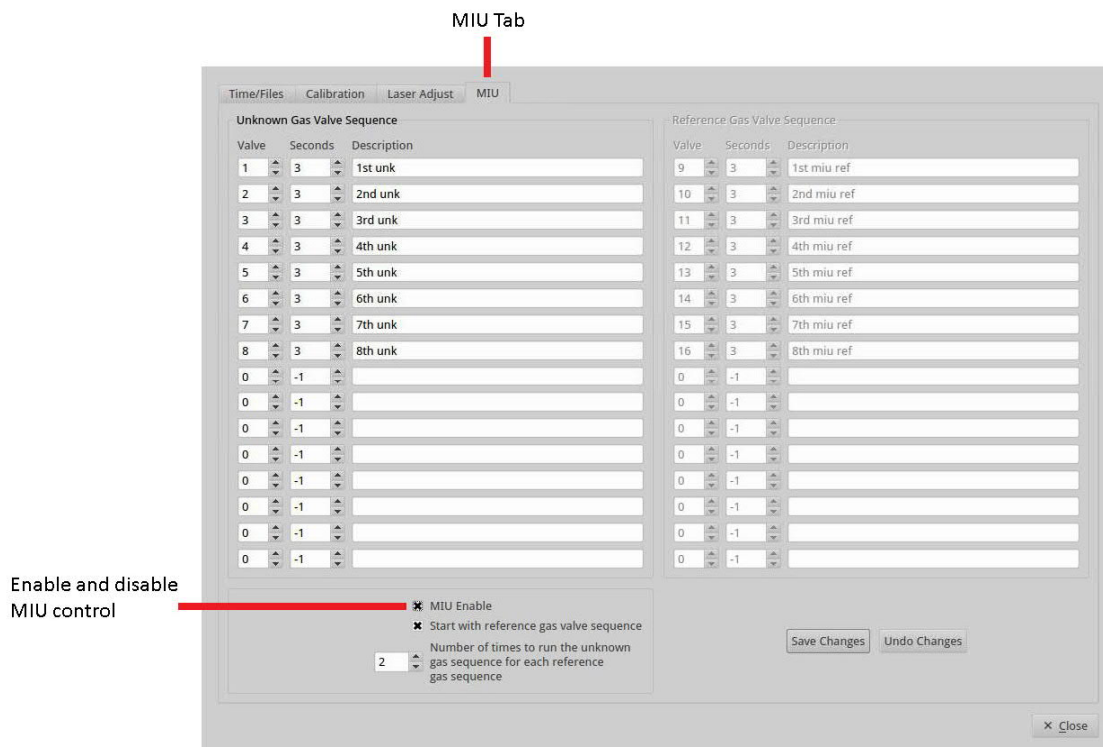 MIU Tab
Time/Files Calibration Laser Adjust MIU
Unknown Gas Valve Sequence
Valve Seconds Description
1 3 1st unk
2 3 2nd unk
3 3 3rd unk
4 3 4th unk
5 3 5th unk
6 3 6th unk
7 3 7th unk
8 3 8th unk
0 -1
0 -1
0 -1
0 -1
0 -1
0 -1
0 -1
0 -1
Reference Gas Valve Sequence
Valve Seconds Description
9 3 1st miu ref
10 3 2nd miu ref
11 3 3rd miu ref
12 3 4th miu ref
13 3 5th miu ref
14 3 6th miu ref
15 3 7th miu ref
16 3 8th miu ref
0 -1
0 -1
0 -1
0 -1
0 -1
0 -1
0 -1
0 -1
Enable and disable
MIU control
MIU Enable
Start with reference gas valve sequence
2
Number of times to run the unknown
gas sequence for each reference
gas sequence
Save Changes Undo Changes
Close